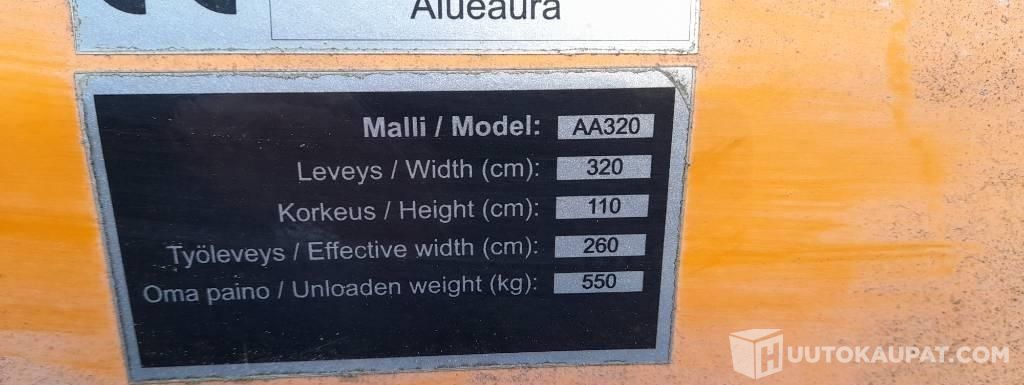 Alueaura
Malli / Model: AA320
Leveys / Width (cm): 320
Korkeus / Height (cm): 110
Työleveys / Effective width (cm): 260
Oma paino / Unloaden weight (kg): 550
HUUTOKAUPAT.COM